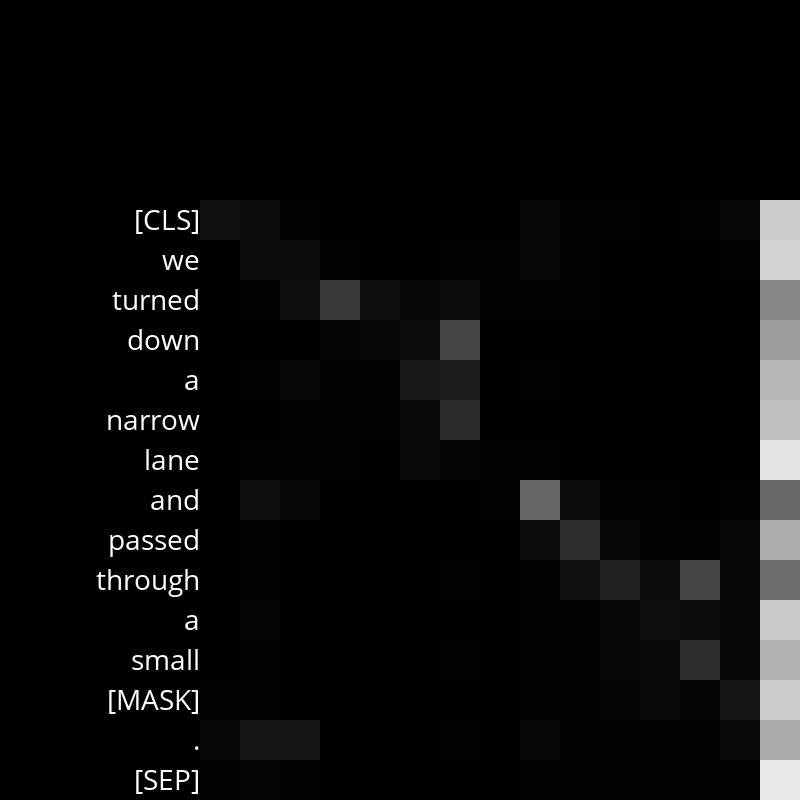 [CLS]
we
turned
down
a
narrow
lane
and
passed
through
a
small
[MASK]
.
[SEP]